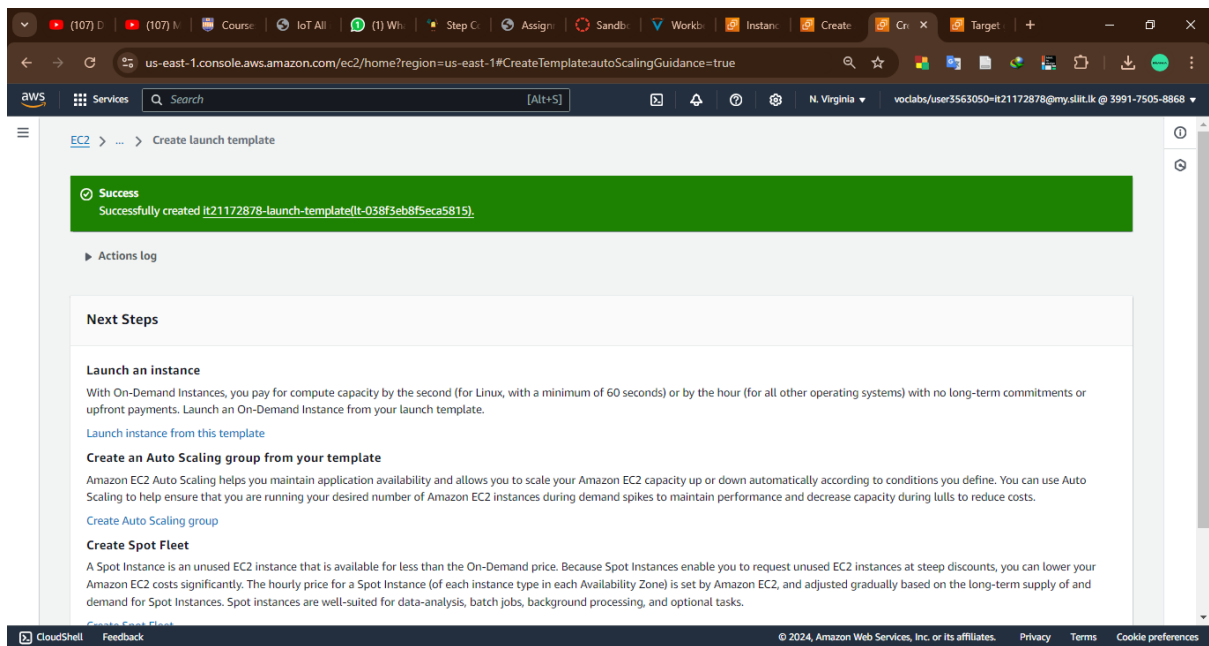 (107) D
(107) M
Course
IoT All
(1) Wh
Step Co
Assign
Sandbo
Workb
Instanc
Create
Cre
Target
us-east-1.console.aws.amazon.com/ec2/home?region=us-east-1#CreateTemplate:autoScalingGuidance=true
aws
Services
Search
[Alt+S]
N. Virginia
voclabs/user3563050=it21172878@my.sliit.lk @ 3991-7505-8868
EC2 > ... > Create launch template
Success
Successfully created it21172878-launch-template(lt-038f3eb8f5eca5815).
Actions log
Next Steps
Launch an instance
With On-Demand Instances, you pay for compute capacity by the second (for Linux, with a minimum of 60 seconds) or by the hour (for all other operating systems) with no long-term commitments or
upfront payments. Launch an On-Demand Instance from your launch template.
Launch instance from this template
Create an Auto Scaling group from your template
Amazon EC2 Auto Scaling helps you maintain application availability and allows you to scale your Amazon EC2 capacity up or down automatically according to conditions you define. You can use Auto
Scaling to help ensure that you are running your desired number of Amazon EC2 instances during demand spikes to maintain performance and decrease capacity during lulls to reduce costs.
Create Auto Scaling group
Create Spot Fleet
A Spot Instance is an unused EC2 instance that is available for less than the On-Demand price. Because Spot Instances enable you to request unused EC2 instances at steep discounts, you can lower your
Amazon EC2 costs significantly. The hourly price for a Spot Instance (of each instance type in each Availability Zone) is set by Amazon EC2, and adjusted gradually based on the long-term supply of and
demand for Spot Instances. Spot instances are well-suited for data-analysis, batch jobs, background processing, and optional tasks.
Create Spot Fleet
CloudShell
Feedback
© 2024, Amazon Web Services, Inc. or its affiliates.
Privacy
Terms
Cookie preferences